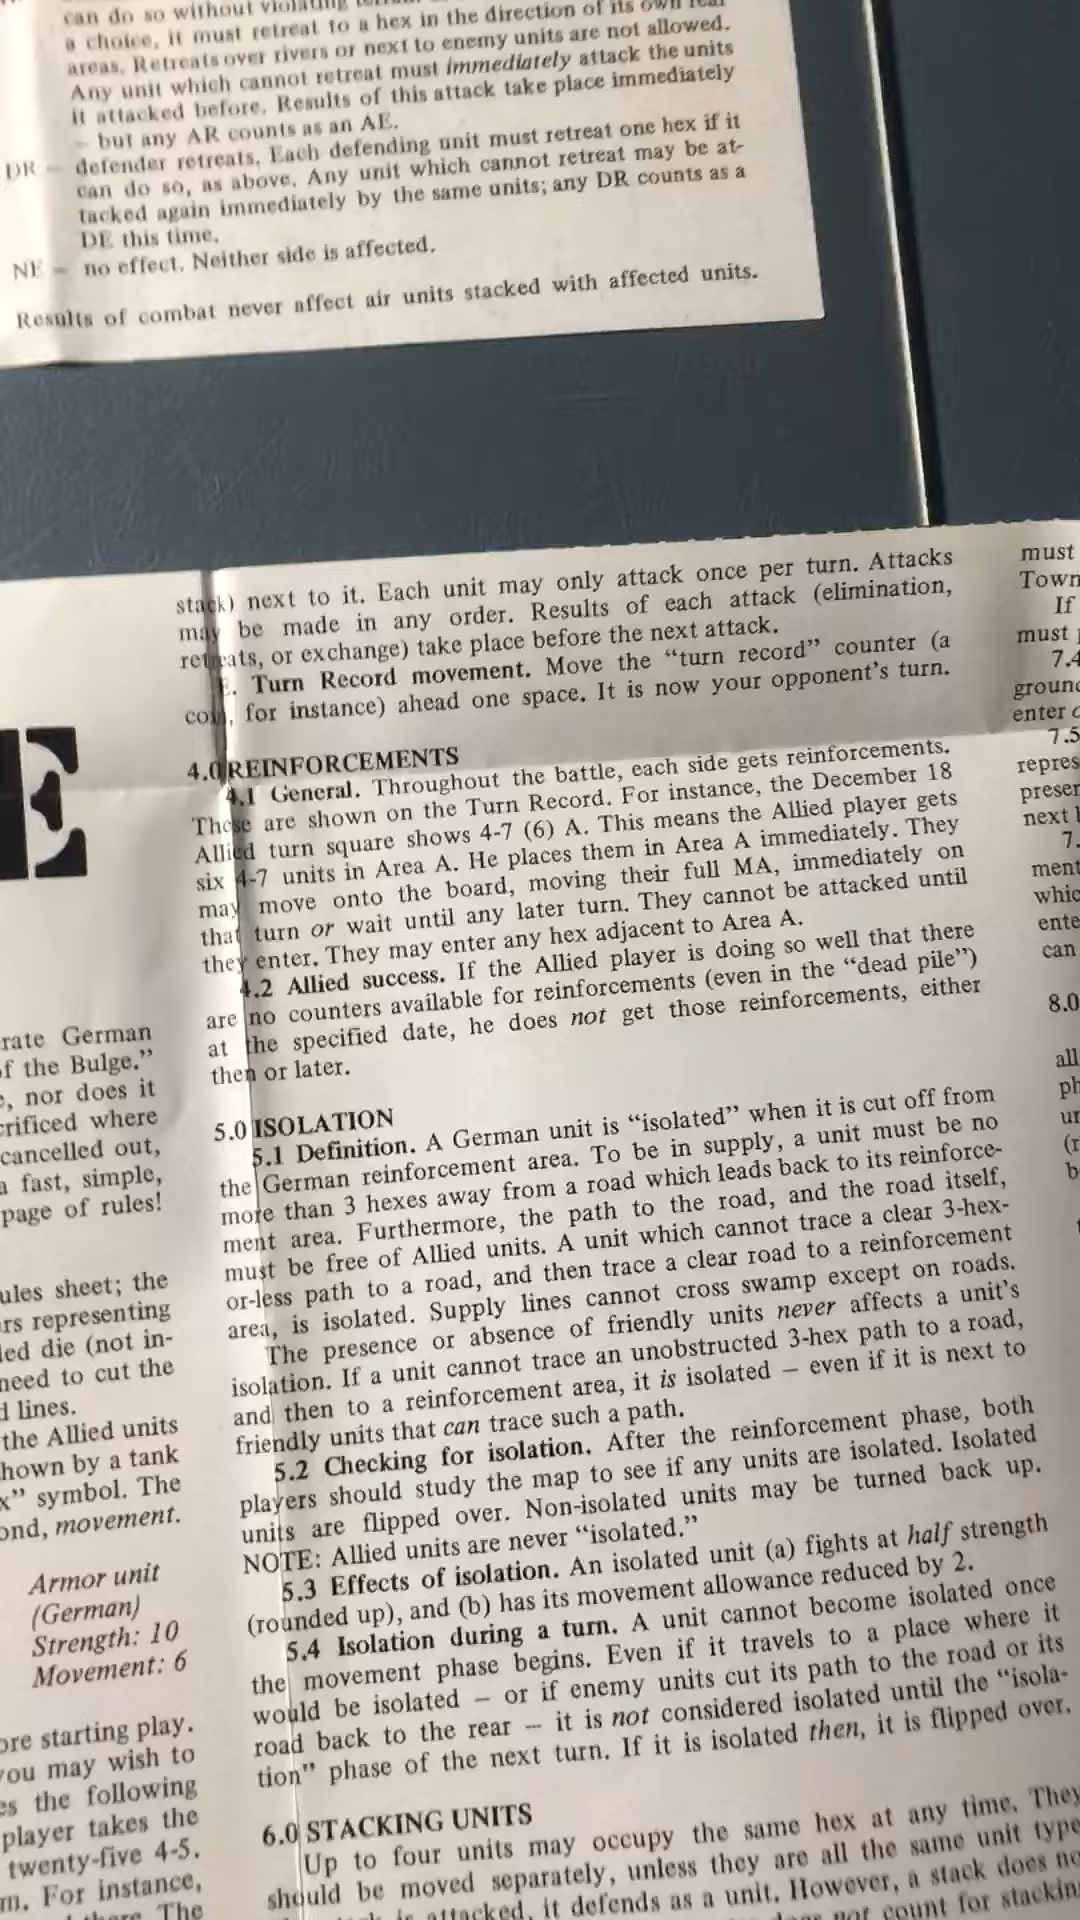 can do so without violating
a choice, it must retreat to a hex in the direction of its own rear
areas. Retreats over rivers or next to enemy units are not allowed.
Any unit which cannot retreat must immediately attack the units
it attacked before. Results of this attack take place immediately
– but any AR counts as an AE.
DR – defender retreats. Each defending unit must retreat one hex if it
can do so, as above. Any unit which cannot retreat may be at-
tacked again immediately by the same units; any DR counts as a
DE this time.
NE – no effect. Neither side is affected.
Results of combat never affect air units stacked with affected units.
E
rate German
of the Bulge.”
e, nor does it
crificed where
cancelled out,
a fast, simple,
page of rules!
ules sheet; the
rs representing
led die (not in-
need to cut the
d lines.
the Allied units
hown by a tank
x” symbol. The
ond, movement.
Armor unit
(German)
Strength: 10
Movement: 6
ore starting play.
you may wish to
es the following
player takes the
twenty-five 4-5.
m. For instance,
there. The
stack) next to it. Each unit may only attack once per turn. Attacks
may be made in any order. Results of each attack (elimination,
retreats, or exchange) take place before the next attack.
E. Turn Record movement. Move the “turn record” counter (a
coin, for instance) ahead one space. It is now your opponent’s turn.
4.0 REINFORCEMENTS
4.1 General. Throughout the battle, each side gets reinforcements.
These are shown on the Turn Record. For instance, the December 18
Allied turn square shows 4-7 (6) A. This means the Allied player gets
six 4-7 units in Area A. He places them in Area A immediately. They
may move onto the board, moving their full MA, immediately on
that turn or wait until any later turn. They cannot be attacked until
they enter. They may enter any hex adjacent to Area A.
4.2 Allied success. If the Allied player is doing so well that there
are no counters available for reinforcements (even in the “dead pile”)
at the specified date, he does not get those reinforcements, either
then or later.
5.0 ISOLATION
5.1 Definition. A German unit is “isolated” when it is cut off from
the German reinforcement area. To be in supply, a unit must be no
more than 3 hexes away from a road which leads back to its reinforce-
ment area. Furthermore, the path to the road, and the road itself,
must be free of Allied units. A unit which cannot trace a clear 3-hex-
or-less path to a road, and then trace a clear road to a reinforcement
area, is isolated. Supply lines cannot cross swamp except on roads.
The presence or absence of friendly units never affects a unit’s
isolation. If a unit cannot trace an unobstructed 3-hex path to a road,
and then to a reinforcement area, it is isolated – even if it is next to
friendly units that can trace such a path.
5.2 Checking for isolation. After the reinforcement phase, both
players should study the map to see if any units are isolated. Isolated
units are flipped over. Non-isolated units may be turned back up.
NOTE: Allied units are never “isolated.”
5.3 Effects of isolation. An isolated unit (a) fights at half strength
(rounded up), and (b) has its movement allowance reduced by 2.
5.4 Isolation during a turn. A unit cannot become isolated once
the movement phase begins. Even if it travels to a place where it
would be isolated – or if enemy units cut its path to the road or its
road back to the rear – it is not considered isolated until the “isola-
tion” phase of the next turn. If it is isolated then, it is flipped over.
6.0 STACKING UNITS
Up to four units may occupy the same hex at any time. They
should be moved separately, unless they are all the same unit type
is attacked, it defends as a unit. However, a stack does no
not count for stackin
must
Town
If
must
7.4
ground
enter
7.5
repres
presen
next
7.
ment
whic
ente
can
8.0
all
ph
un
(r
b